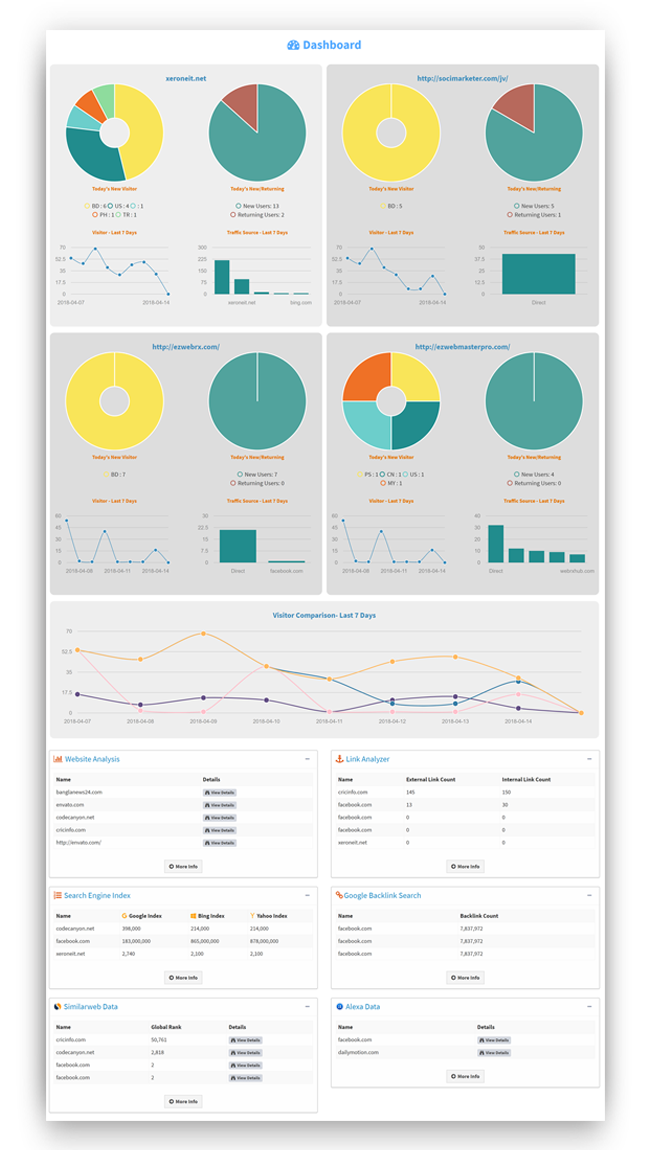 Dashboard
xeroneit.net
Today's New Visitor
BD : 6 US : 4 : 1
PH : 1 TR : 1
Today's New/Returning
New Users: 13
Returning Users: 2
Visitor - Last 7 Days
70
52.5
35
17.5
0
2018-04-07 2018-04-14
Traffic Source - Last 7 Days
300
225
150
75
0
xeroneit.net bing.com
http://socimarketer.com/jv/
Today's New Visitor
BD : 5
Today's New/Returning
New Users: 5
Returning Users: 1
Visitor - Last 7 Days
70
52.5
35
17.5
0
2018-04-07 2018-04-14
Traffic Source - Last 7 Days
50
37.5
25
12.5
0
Direct
http://ezwebrx.com/
Today's New Visitor
BD : 7
Today's New/Returning
New Users: 7
Returning Users: 0
Visitor - Last 7 Days
60
45
30
15
0
2018-04-08 2018-04-11 2018-04-14
Traffic Source - Last 7 Days
30
22.5
15
7.5
0
Direct facebook.com
http://ezwebmasterpro.com/
Today's New Visitor
PS : 1 CN : 1 US : 1
MY : 1
Today's New/Returning
New Users: 4
Returning Users: 0
Visitor - Last 7 Days
60
45
30
15
0
2018-04-08 2018-04-11 2018-04-14
Traffic Source - Last 7 Days
40
30
20
10
0
Direct
Visitor Comparison- Last 7 Days
70
52.5
35
17.5
0
2018-04-07 2018-04-08 2018-04-09 2018-04-10 2018-04-11 2018-04-12 2018-04-13 2018-04-14
Website Analysis
Name Details
banglanews24.com View Details
envato.com View Details
codecanyon.net View Details
cricinfo.com View Details
http://envato.com/ View Details
More Info
Link Analyzer
Name External Link Count Internal Link Count
cricinfo.com 145 150
facebook.com 13 30
facebook.com 0 0
facebook.com 0 0
xeroneit.net 0 0
More Info
Search Engine Index
Name Google Index Bing Index Yahoo Index
codecanyon.net 398,000 214,000 214,000
facebook.com 183,000,000 865,000,000 878,000,000
xeroneit.net 2,740 2,100 2,100
More Info
Google Backlink Search
Name Backlink Count
facebook.com 7,837,972
facebook.com 7,837,972
facebook.com 7,837,972
More Info
Similarweb Data
Name Global Rank Details
cricinfo.com 50,761 View Details
codecanyon.net 2,818 View Details
facebook.com 2 View Details
facebook.com 2 View Details
More Info
Alexa Data
Name Details
facebook.com View Details
dailymotion.com View Details
More Info